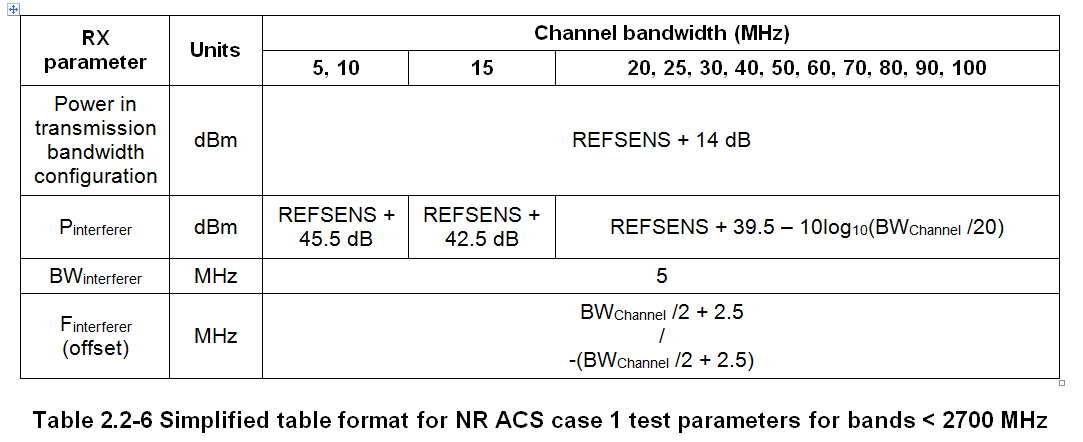 RX
parameter
Units
Channel bandwidth (MHz)
5, 10
15
20, 25, 30, 40, 50, 60, 70, 80, 90, 100
Power in
transmission
bandwidth
configuration
dBm
REFSENS + 14 dB
Pinterferer
dBm
REFSENS +
45.5 dB
REFSENS +
42.5 dB
REFSENS + 39.5 – 10log10(BWChannel /20)
BWinterferer
MHz
5
Finterferer
(offset)
MHz
BWChannel /2 + 2.5
/
-(BWChannel /2 + 2.5)
Table 2.2-6 Simplified table format for NR ACS case 1 test parameters for bands < 2700 MHz